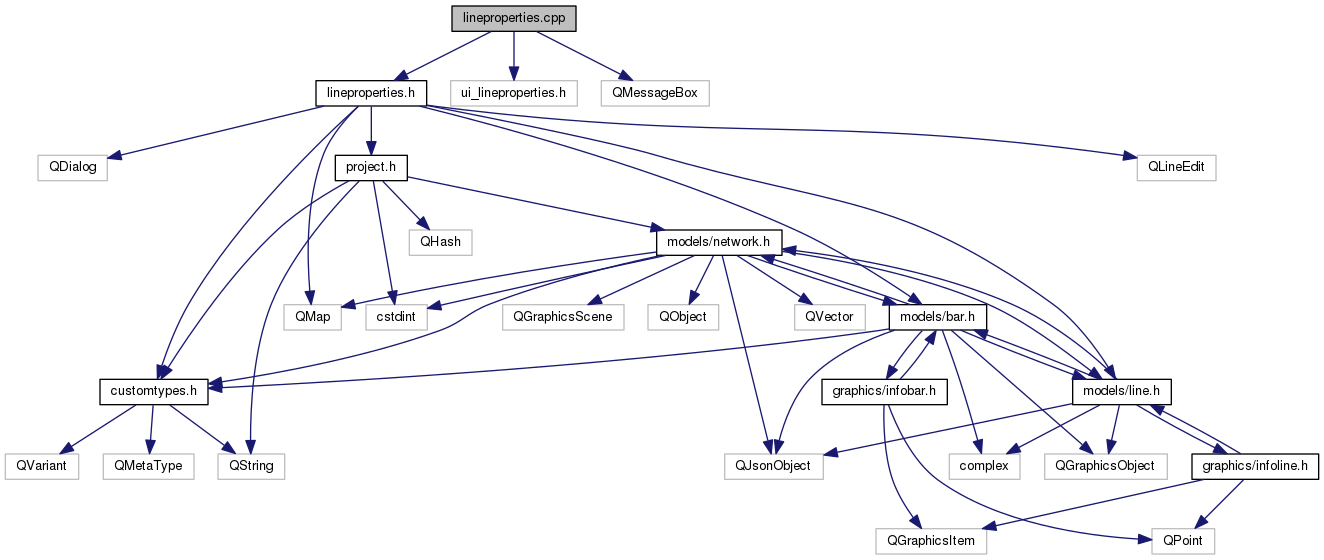 lineproperties.cpp
lineproperties.h
ui_lineproperties.h
QMessageBox
QDialog
project.h
QLineEdit
QHash
models/network.h
QMap
cstdint
QGraphicsScene
QObject
QVector
models/bar.h
customtypes.h
graphics/infobar.h
models/line.h
QVariant
QMetaType
QString
QJsonObject
complex
QGraphicsObject
graphics/infoline.h
QGraphicsItem
QPoint